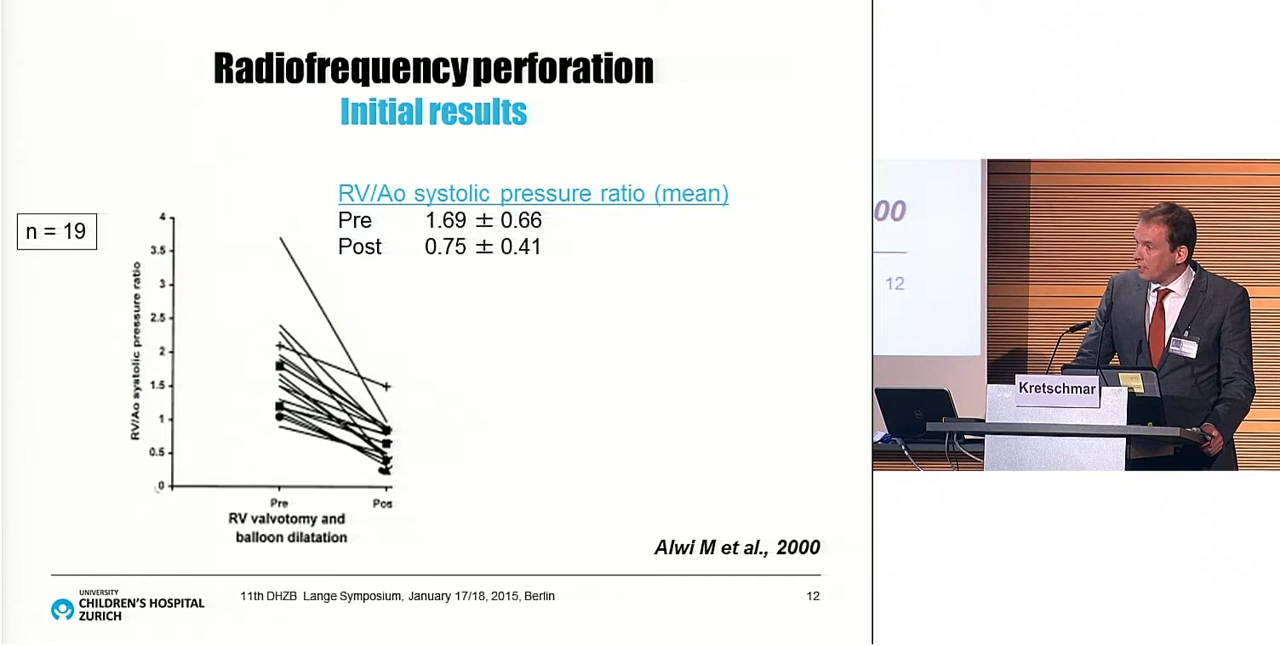 Radiofrequency perforation
Initial results
n = 19
RV/Ao systolic pressure ratio (mean)
Pre 1.69 ± 0.66
Post 0.75 ± 0.41
RV/Ao systolic pressure ratio
4
3.5
3
2.5
2
1.5
1
0.5
0
Pre Pos
RV valvotomy and
balloon dilatation
Alwi M et al., 2000
UNIVERSITY
CHILDREN'S HOSPITAL
ZURICH
11th DHZB Lange Symposium, January 17/18, 2015, Berlin
12
00
12
Kretschmar